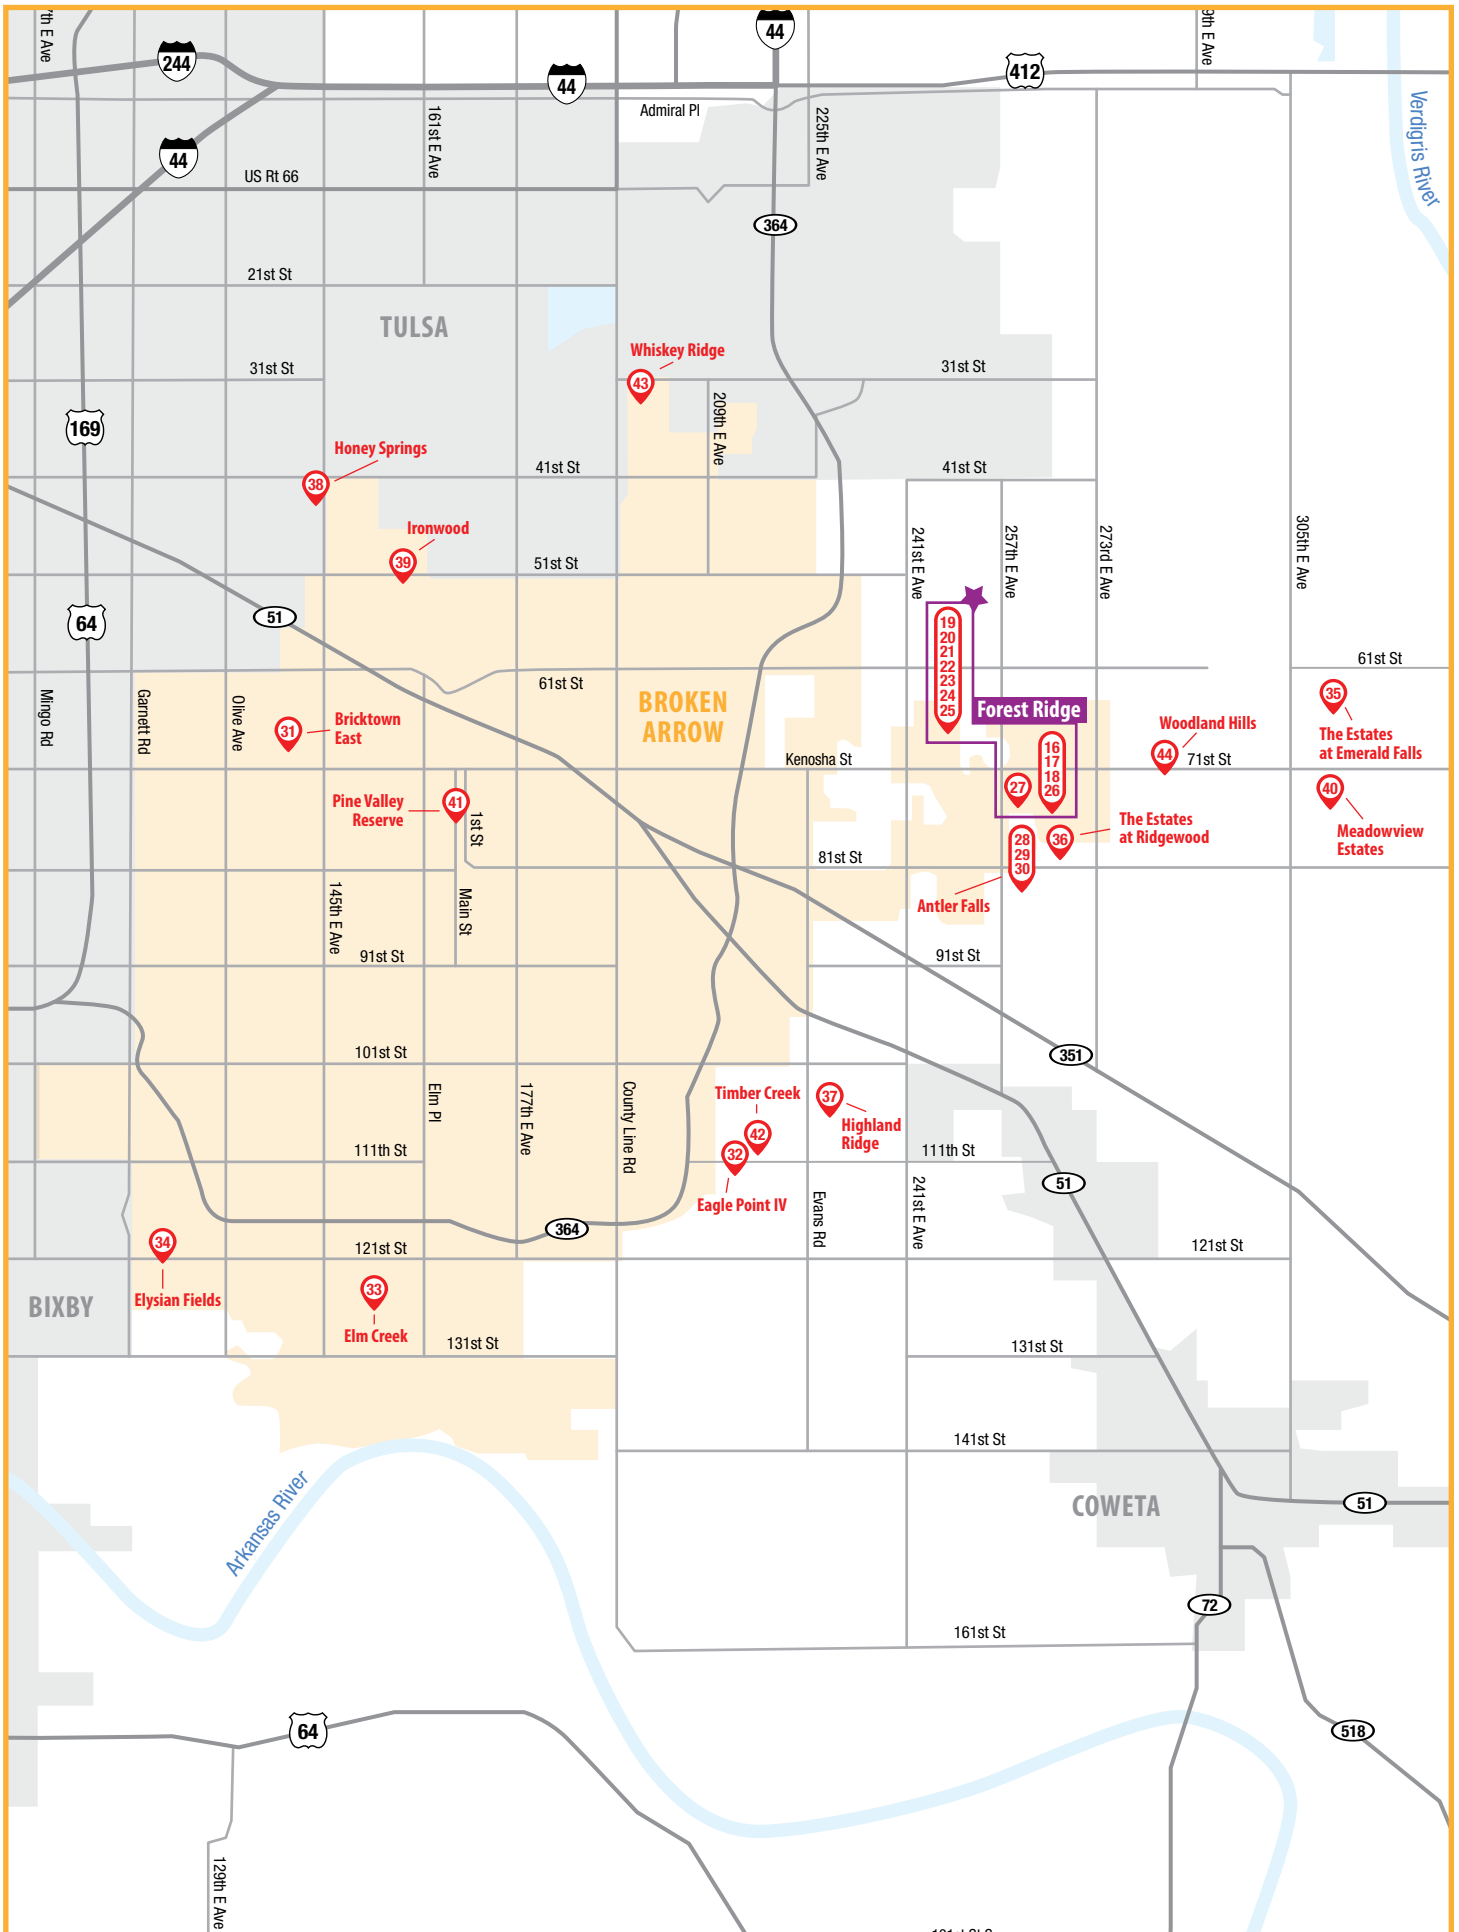 7th E Ave
244
44
44
44
412
9th E Ave
Admiral Pl
161st E Ave
225th E Ave
Verdigris River
US Rt 66
364
21st St
TULSA
Whiskey Ridge
31st St
31st St
43
169
209th E Ave
Honey Springs
41st St
41st St
38
Ironwood
39
51st St
241st E Ave
257th E Ave
273rd E Ave
305th E Ave
51
64
19
20
21
22
23
24
25
61st St
61st St
Mingo Rd
Garnett Rd
Olive Ave
31
Bricktown
East
BROKEN
ARROW
Forest Ridge
35
The Estates
at Emerald Falls
Woodland Hills
44
71st St
Kenosha St
16
17
18
26
27
Pine Valley
Reserve
41
1st St
40
Meadowview
Estates
28
29
30
36
The Estates
at Ridgewood
81st St
Antler Falls
145th E Ave
Main St
91st St
91st St
101st St
351
Elm Pl
177th E Ave
County Line Rd
Timber Creek
42
37
Highland
Ridge
111th St
111th St
32
Eagle Point IV
51
Evans Rd
241st E Ave
364
34
Elysian Fields
121st St
121st St
BIXBY
33
Elm Creek
131st St
131st St
141st St
Arkansas River
COWETA
51
72
161st St
64
518
129th E Ave